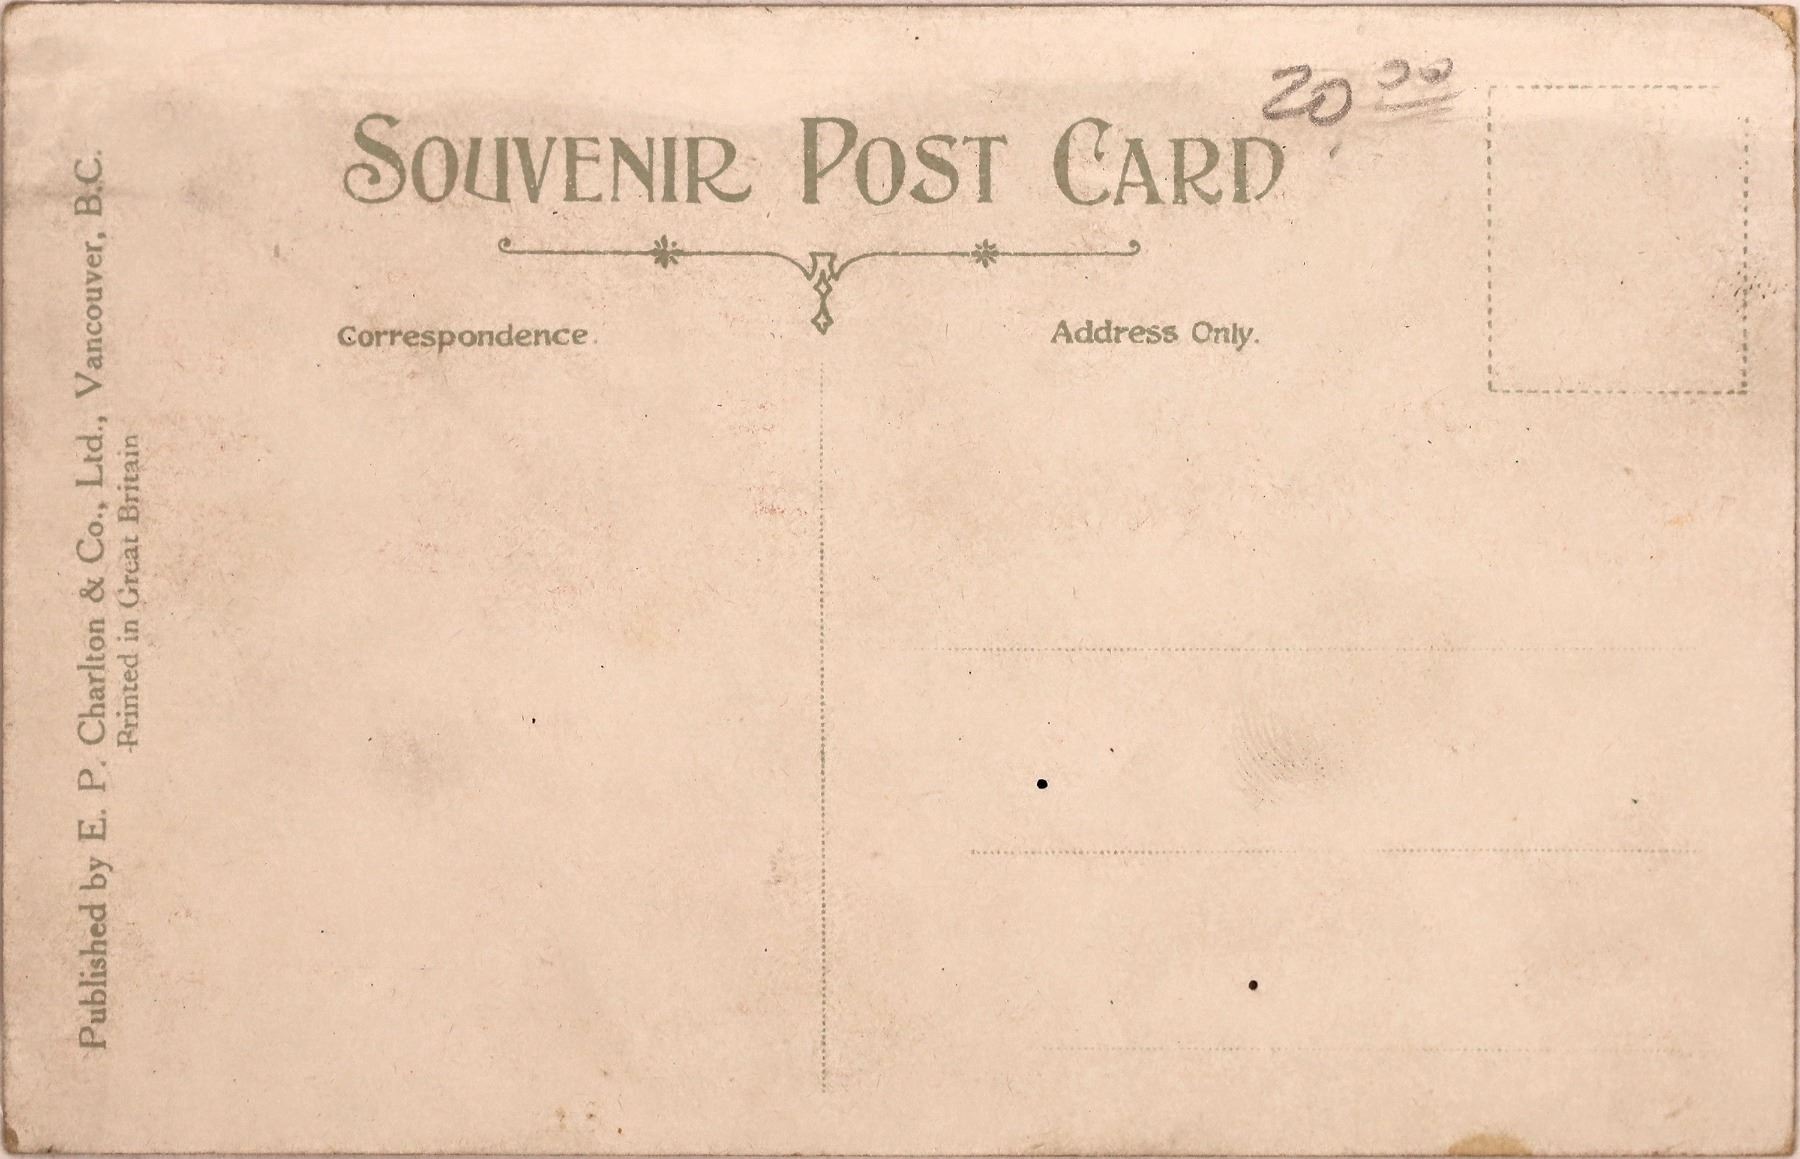 20 00
SOUVENIR POST CARD
Correspondence.
Address Only.
Published by E. P. Charlton & Co., Ltd., Vancouver, B.C.
Printed in Great Britain